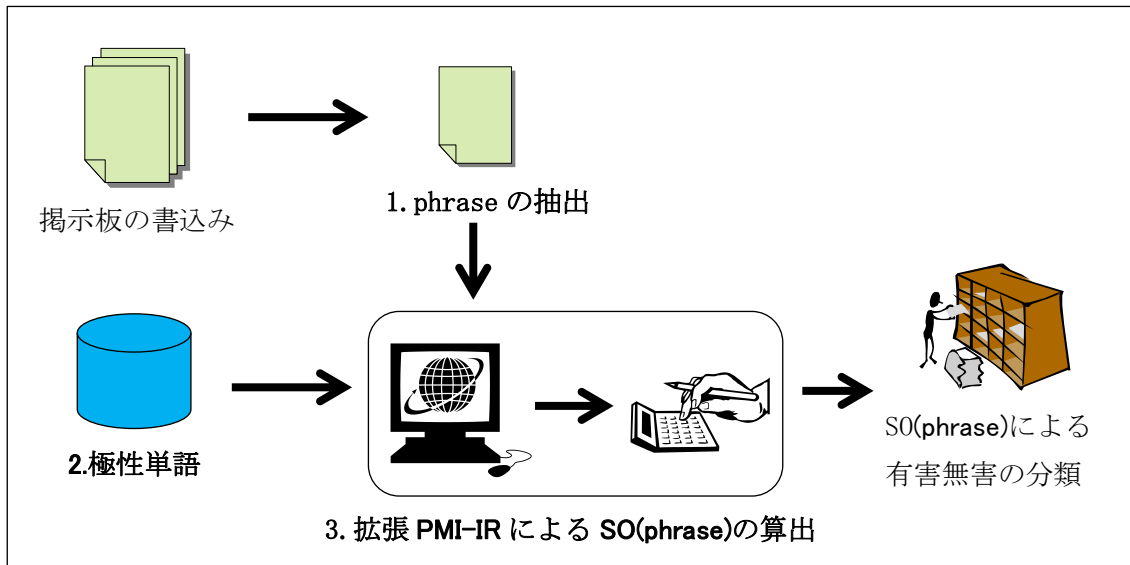 掲示板の書込み
1. phrase の抽出
2.極性単語
3. 拡張 PMI-IR による SO(phrase)の算出
SO(phrase)による
有害無害の分類